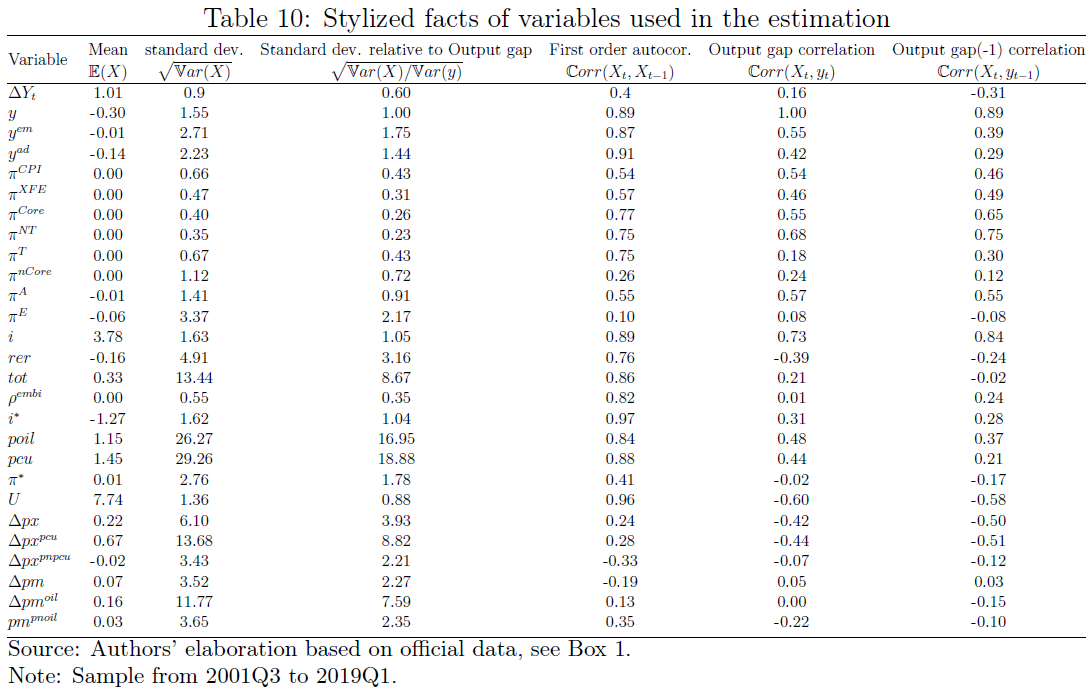 Table 10: Stylized facts of variables used in the estimation
Variable Mean standard dev. Standard dev. relative to Output gap First order autocor. Output gap correlation Output gap(-1) correlation
𝔼(X) √𝕍ar(X) √𝕍ar(X)/𝕍ar(y) ℂorr(Xₜ, Xₜ₋₁) ℂorr(Xₜ, yₜ) ℂorr(Xₜ, yₜ₋₁)
ΔYₜ 1.01 0.9 0.60 0.4 0.16 -0.31
y -0.30 1.55 1.00 0.89 1.00 0.89
y^em -0.01 2.71 1.75 0.87 0.55 0.39
y^ad -0.14 2.23 1.44 0.91 0.42 0.29
π^CPI 0.00 0.66 0.43 0.54 0.54 0.46
π^XFE 0.00 0.47 0.31 0.57 0.46 0.49
π^Core 0.00 0.40 0.26 0.77 0.55 0.65
π^NT 0.00 0.35 0.23 0.75 0.68 0.75
π^T 0.00 0.67 0.43 0.75 0.18 0.30
π^nCore 0.00 1.12 0.72 0.26 0.24 0.12
π^A -0.01 1.41 0.91 0.55 0.57 0.55
π^E -0.06 3.37 2.17 0.10 0.08 -0.08
i 3.78 1.63 1.05 0.89 0.73 0.84
rer -0.16 4.91 3.16 0.76 -0.39 -0.24
tot 0.33 13.44 8.67 0.86 0.21 -0.02
ρ^embi 0.00 0.55 0.35 0.82 0.01 0.24
i* -1.27 1.62 1.04 0.97 0.31 0.28
poil 1.15 26.27 16.95 0.84 0.48 0.37
pcu 1.45 29.26 18.88 0.88 0.44 0.21
π* 0.01 2.76 1.78 0.41 -0.02 -0.17
U 7.74 1.36 0.88 0.96 -0.60 -0.58
Δpx 0.22 6.10 3.93 0.24 -0.42 -0.50
Δpx^pcu 0.67 13.68 8.82 0.28 -0.44 -0.51
Δpx^pnpcu -0.02 3.43 2.21 -0.33 -0.07 -0.12
Δpm 0.07 3.52 2.27 -0.19 0.05 0.03
Δpm^oil 0.16 11.77 7.59 0.13 0.00 -0.15
pm^pnoil 0.03 3.65 2.35 0.35 -0.22 -0.10
Source: Authors' elaboration based on official data, see Box 1.
Note: Sample from 2001Q3 to 2019Q1.